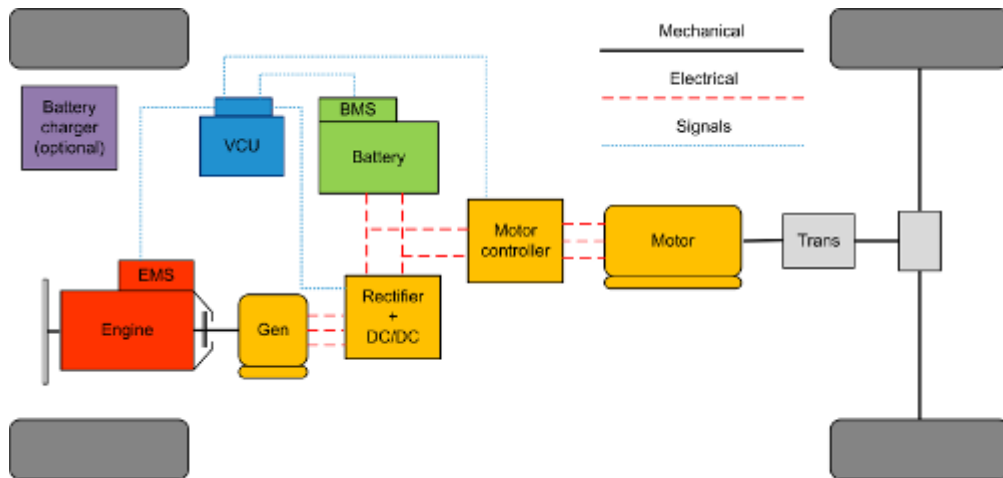 Mechanical
Electrical
Signals
Battery
charger
(optional)
VCU
BMS
Battery
Motor
controller
Motor
Trans
EMS
Engine
Gen
Rectifier
+
DC/DC